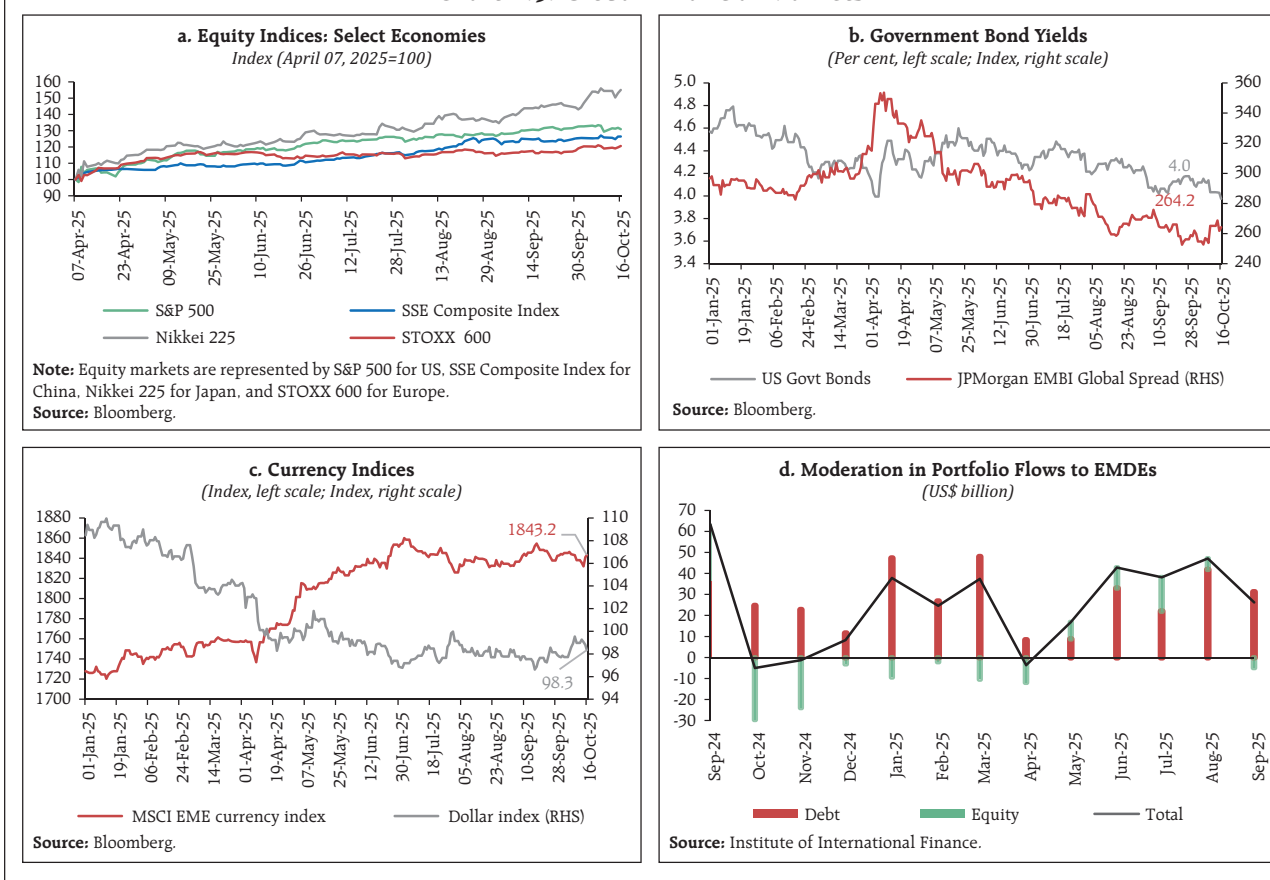 a. Equity Indices: Select Economies
Index (April 07, 2025=100)
160
150
140
130
120
110
100
90
07-Apr-25
23-Apr-25
09-May-25
25-May-25
10-Jun-25
26-Jun-25
12-Jul-25
28-Jul-25
13-Aug-25
29-Aug-25
14-Sep-25
30-Sep-25
16-Oct-25
S&P 500
SSE Composite Index
Nikkei 225
STOXX 600
Note: Equity markets are represented by S&P 500 for US, SSE Composite Index for
China, Nikkei 225 for Japan, and STOXX 600 for Europe.
Source: Bloomberg.
b. Government Bond Yields
(Per cent, left scale; Index, right scale)
5.0
4.8
4.6
4.4
4.2
4.0
3.8
3.6
3.4
360
340
320
300
280
260
240
4.0
264.2
01-Jan-25
19-Jan-25
06-Feb-25
24-Feb-25
14-Mar-25
01-Apr-25
19-Apr-25
07-May-25
25-May-25
12-Jun-25
30-Jun-25
18-Jul-25
05-Aug-25
23-Aug-25
10-Sep-25
28-Sep-25
16-Oct-25
US Govt Bonds
JPMorgan EMBI Global Spread (RHS)
Source: Bloomberg.
c. Currency Indices
(Index, left scale; Index, right scale)
1880
1860
1840
1820
1800
1780
1760
1740
1720
1700
110
108
106
104
102
100
98
96
94
1843.2
98.3
01-Jan-25
19-Jan-25
06-Feb-25
24-Feb-25
14-Mar-25
01-Apr-25
19-Apr-25
07-May-25
25-May-25
12-Jun-25
30-Jun-25
18-Jul-25
05-Aug-25
23-Aug-25
10-Sep-25
28-Sep-25
16-Oct-25
MSCI EME currency index
Dollar index (RHS)
Source: Bloomberg.
d. Moderation in Portfolio Flows to EMDEs
(US$ billion)
70
60
50
40
30
20
10
0
-10
-20
-30
Sep-24
Oct-24
Nov-24
Dec-24
Jan-25
Feb-25
Mar-25
Apr-25
May-25
Jun-25
Jul-25
Aug-25
Sep-25
Debt
Equity
Total
Source: Institute of International Finance.